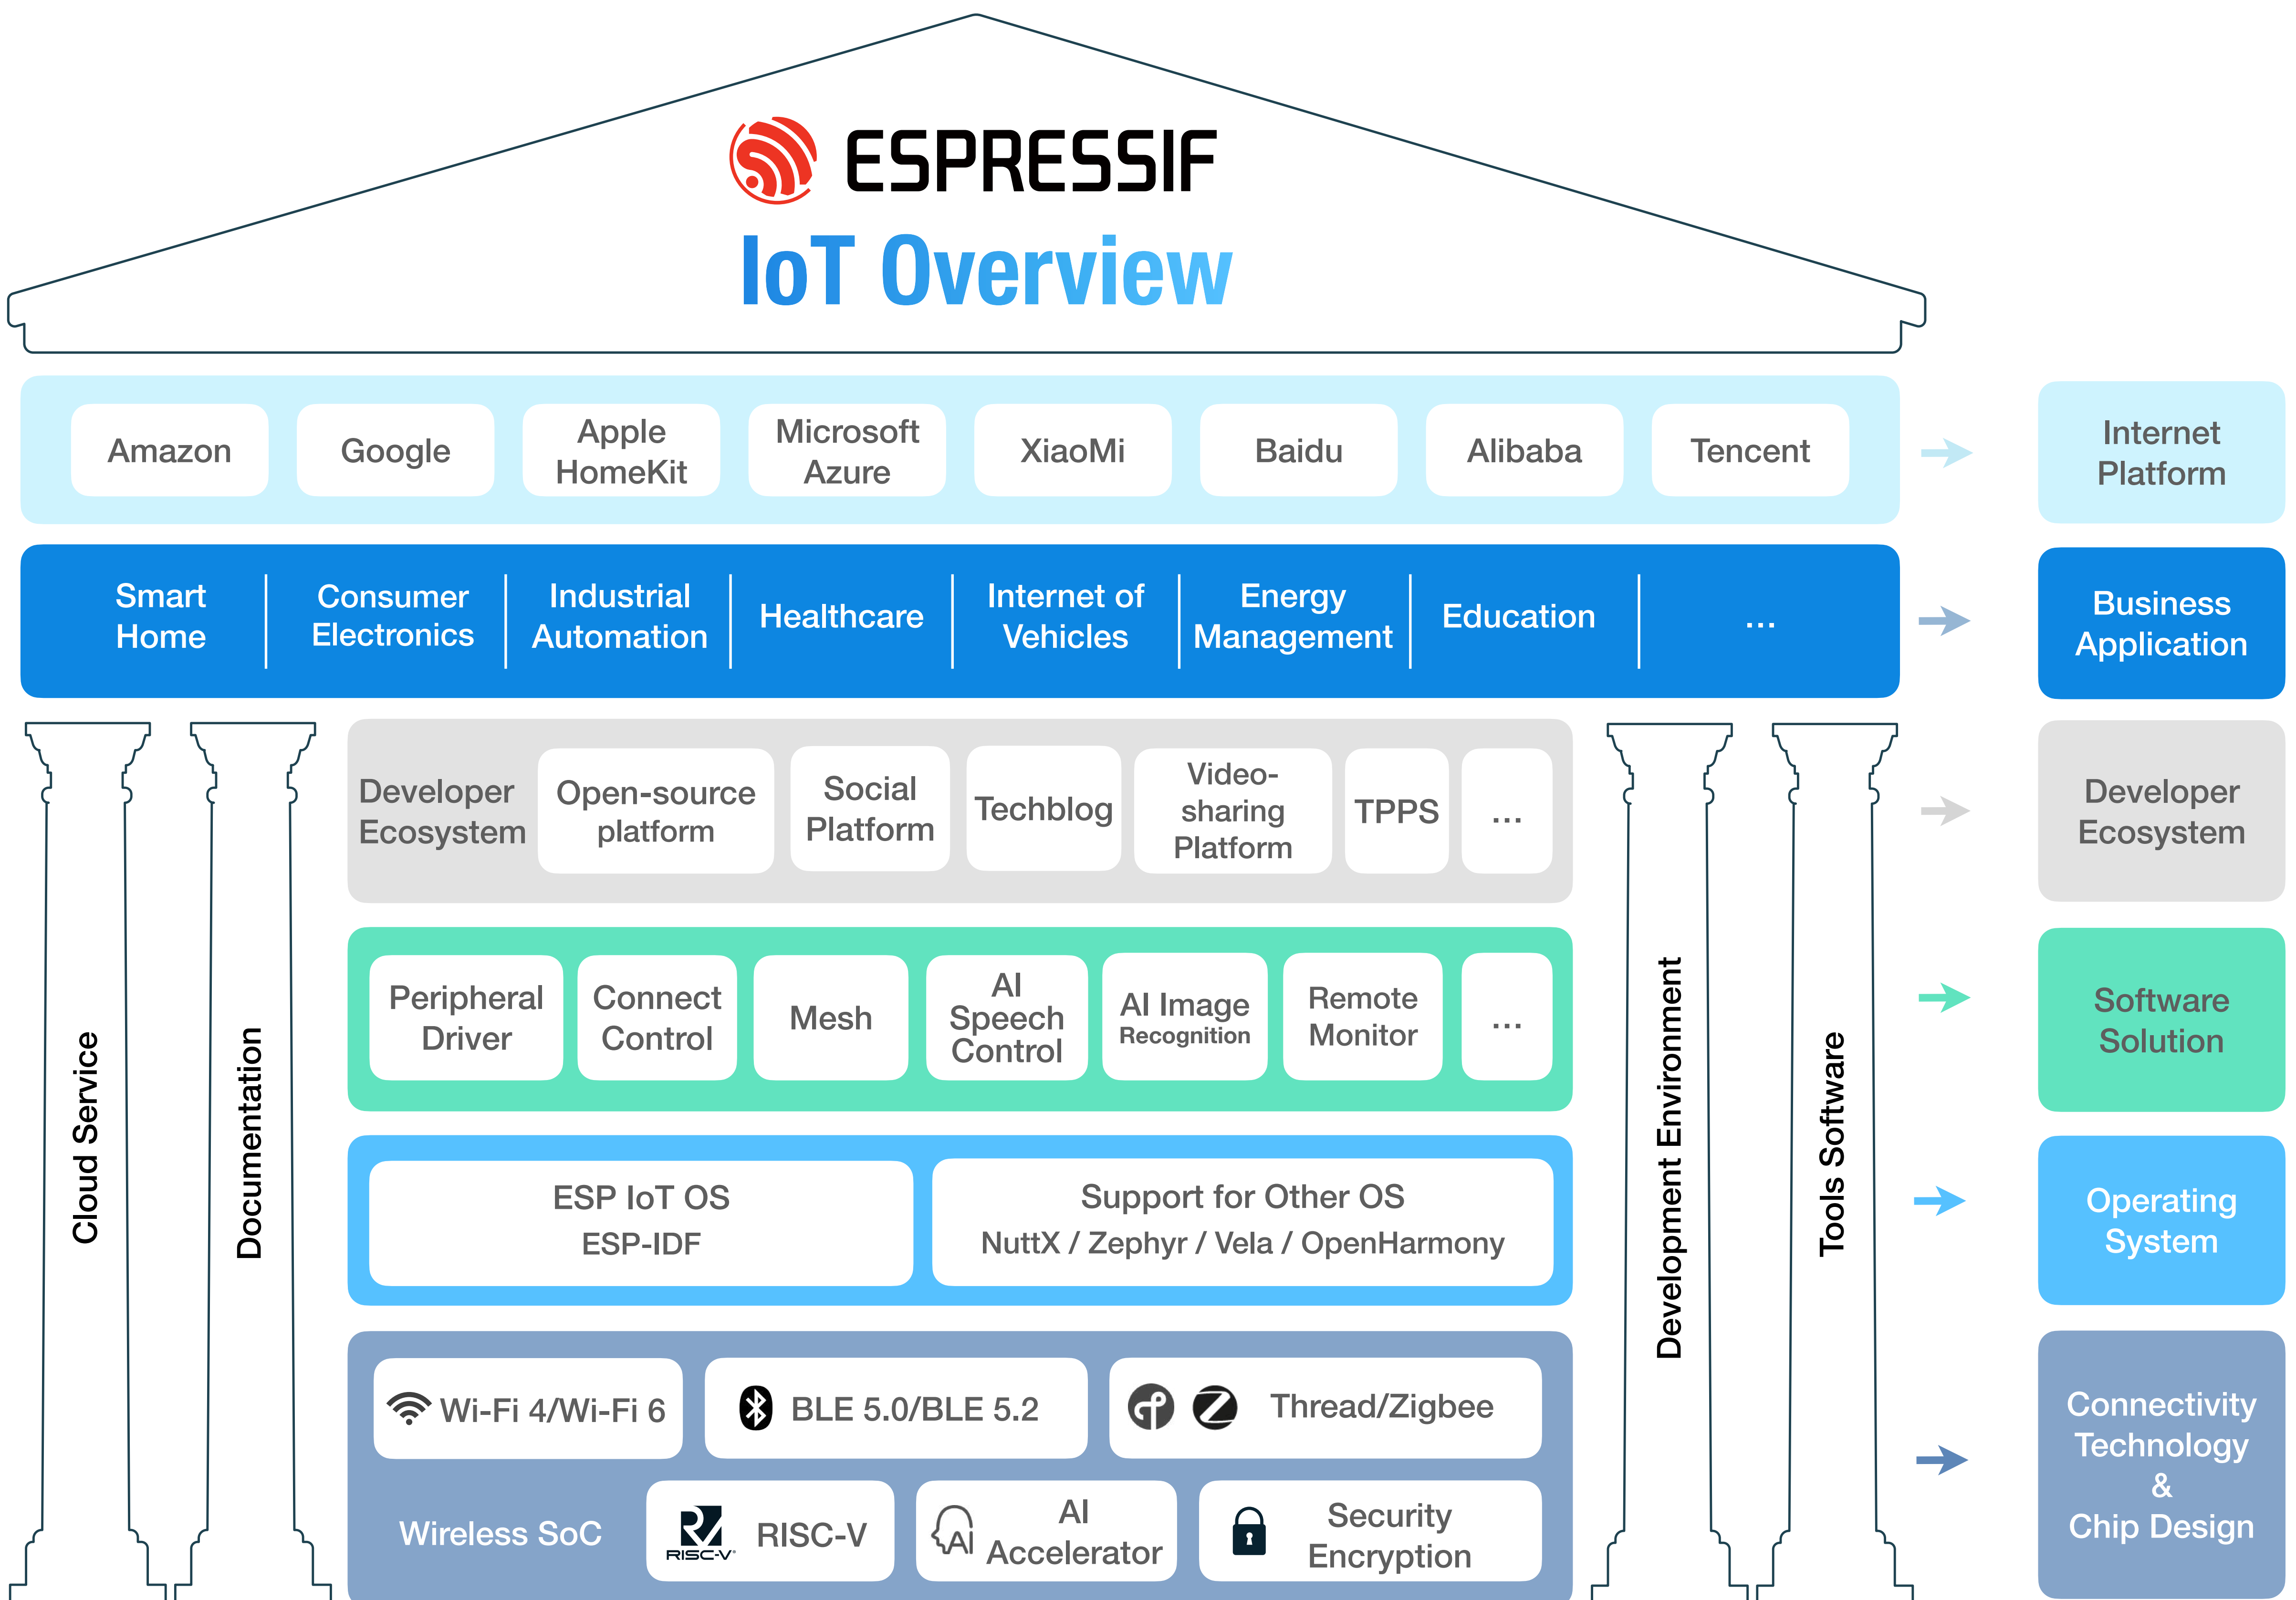 ESPRESSIF
IoT Overview
Amazon
Google
Apple
HomeKit
Microsoft
Azure
XiaoMi
Baidu
Alibaba
Tencent
Internet
Platform
Smart
Home
Consumer
Electronics
Industrial
Automation
Healthcare
Internet of
Vehicles
Energy
Management
Education
...
Business
Application
Developer
Ecosystem
Open-source
platform
Social
Platform
Techblog
Video-
sharing
Platform
TPPS
...
Developer
Ecosystem
Peripheral
Driver
Connect
Control
Mesh
AI
Speech
Control
AI Image
Recognition
Remote
Monitor
...
Software
Solution
Cloud Service
Documentation
Development Environment
Tools Software
ESP IoT OS
ESP-IDF
Support for Other OS
NuttX / Zephyr / Vela / OpenHarmony
Operating
System
Wi-Fi 4/Wi-Fi 6
BLE 5.0/BLE 5.2
Thread/Zigbee
Wireless SoC
RISC-V®
RISC-V
AI
AI
Accelerator
Security
Encryption
Connectivity
Technology
&
Chip Design